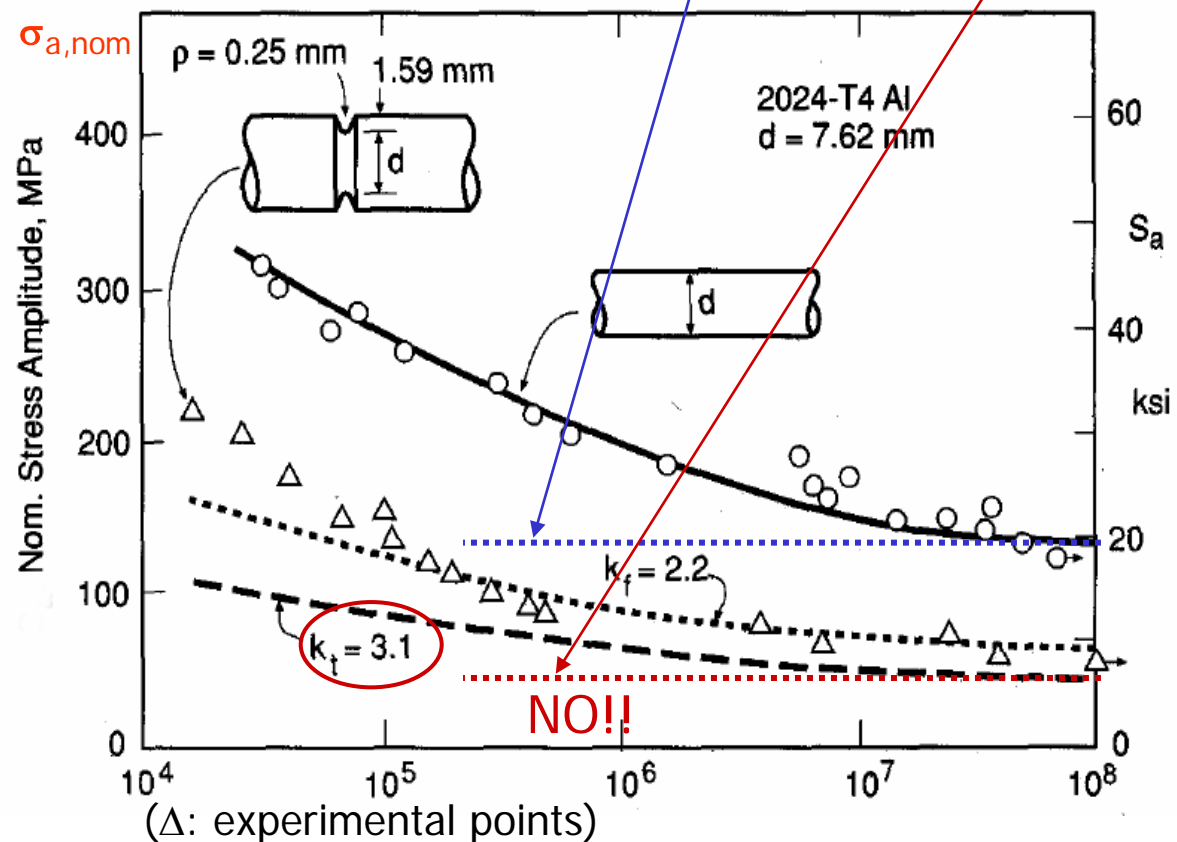 σa,nom
ρ = 0.25 mm
1.59 mm
d
2024-T4 Al
d = 7.62 mm
d
Nom. Stress Amplitude, MPa
400
300
200
100
0
60
Sa
40
ksi
20
0
kf = 2.2
kt = 3.1
NO!!
10^4
10^5
10^6
10^7
10^8
(Δ: experimental points)